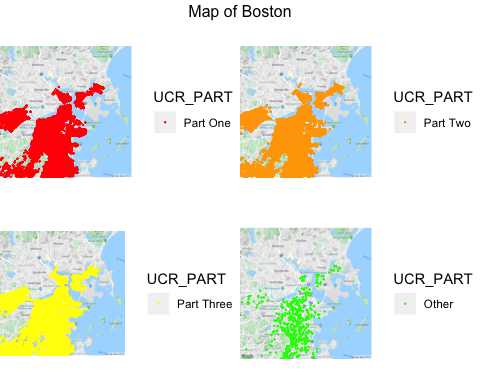 Map of Boston
UCR_PART
Part One
UCR_PART
Part Two
UCR_PART
Part Three
UCR_PART
Other